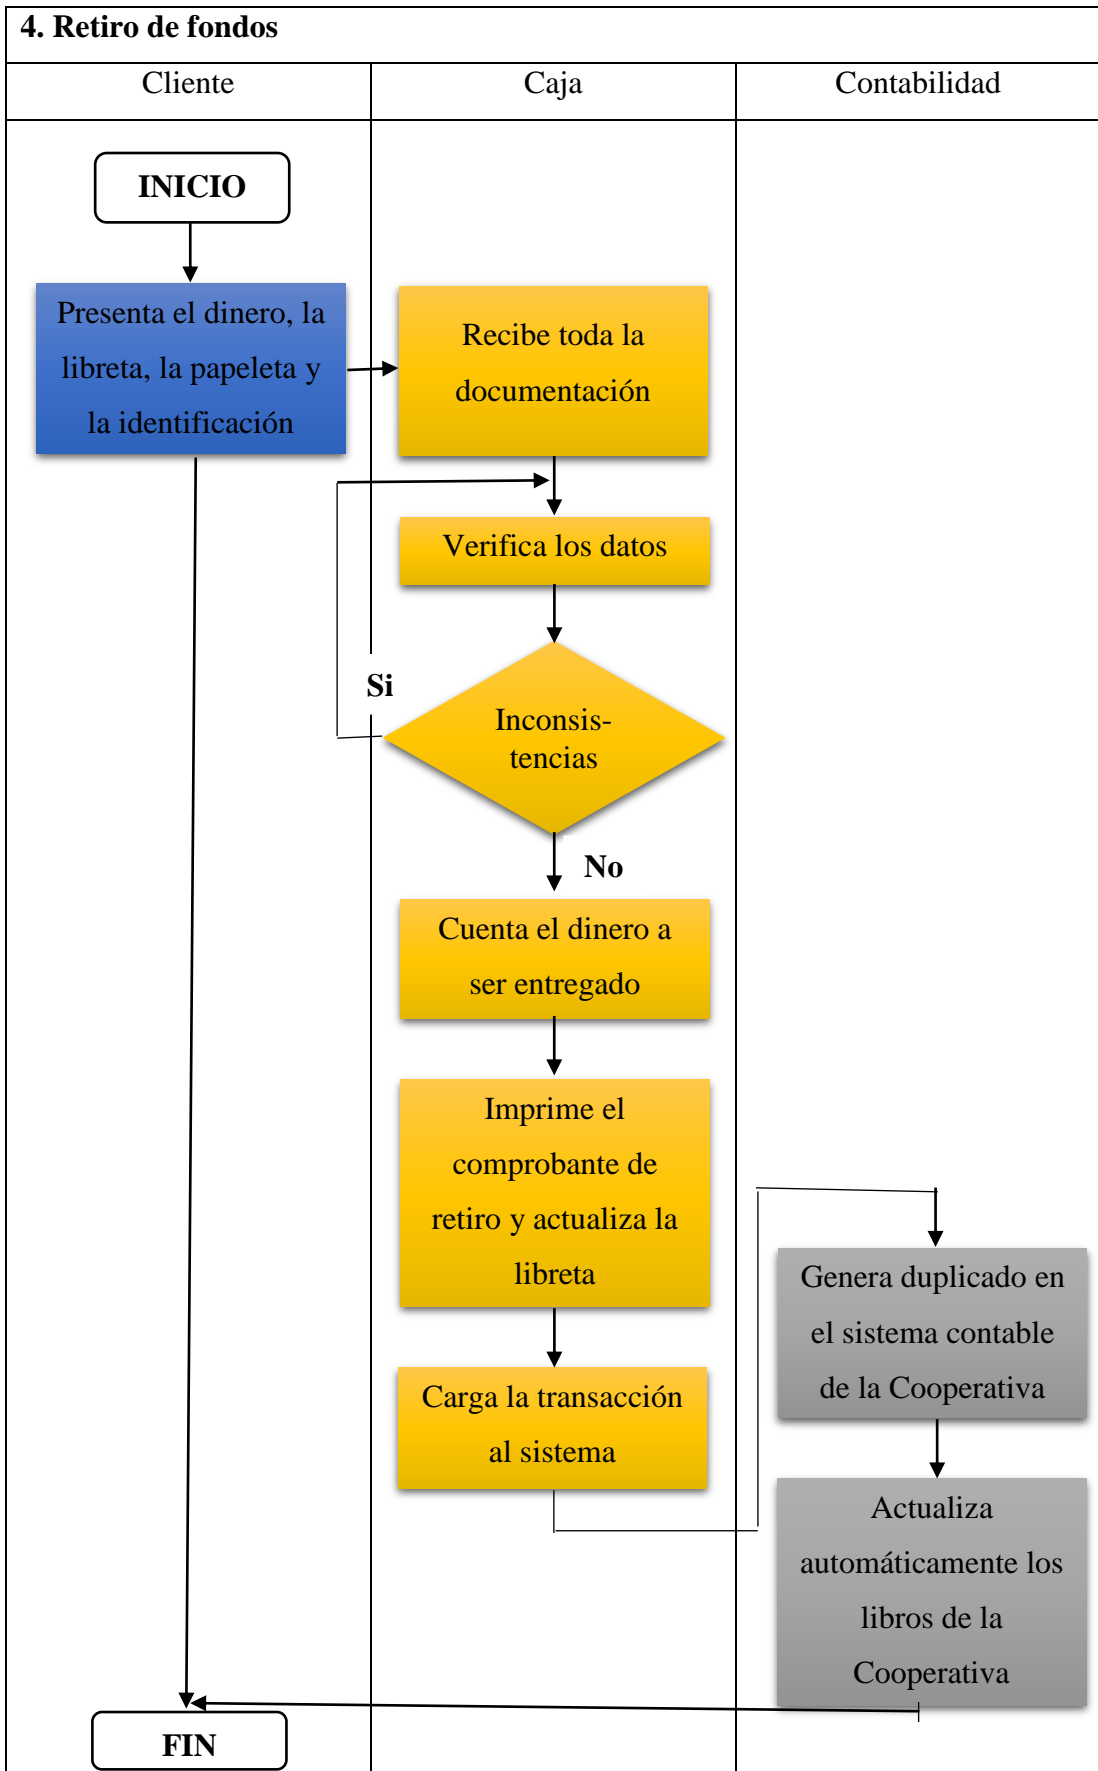 4. Retiro de fondos
Cliente
Caja
Contabilidad
INICIO
Presenta el dinero, la
libreta, la papeleta y
la identificación
Recibe toda la
documentación
Verifica los datos
Si
Inconsis-
tencias
No
Cuenta el dinero a
ser entregado
Imprime el
comprobante de
retiro y actualiza la
libreta
Carga la transacción
al sistema
Genera duplicado en
el sistema contable
de la Cooperativa
Actualiza
automáticamente los
libros de la
Cooperativa
FIN